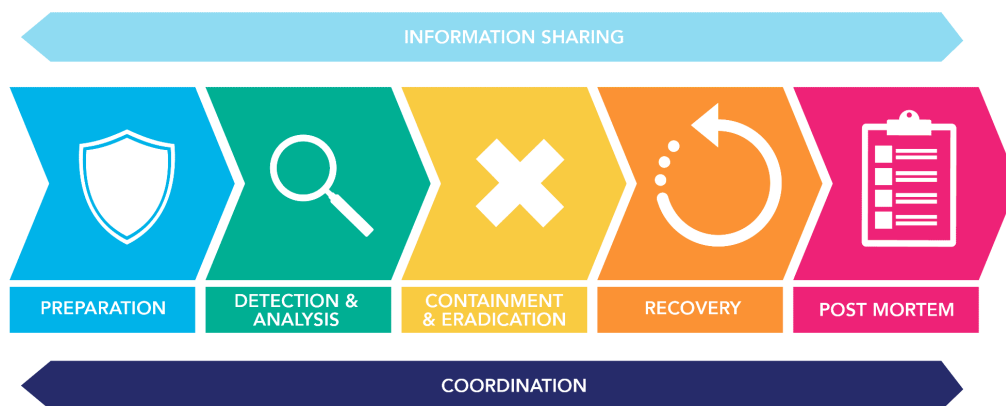 INFORMATION SHARING
PREPARATION
DETECTION &
ANALYSIS
CONTAINMENT
& ERADICATION
RECOVERY
POST MORTEM
COORDINATION